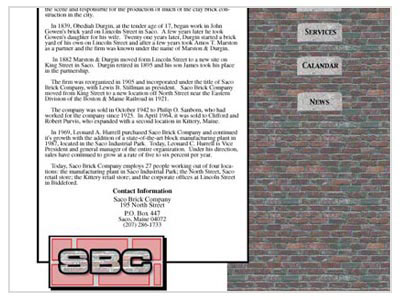 the scene and responsible for the production of much of the clay brick con-
struction in the city.
In 1839, Obediah Durgin, at the tender age of 17, began work in John
Gowen's brick yard on Lincoln Street in Saco. A few years later he took
Gowen's daughter for his wife. Twenty one years later, Durgin started a brick
yard of his own on Lincoln Street and after a few years took Amos T. Marston
as a partner and the firm was known under the name of Marston & Durgin.
In 1882 Marston & Durgin moved form Lincoln Street to a new site on
King Street in Saco. Durgin retired in 1895 and his son James took his place
in the partnership.
The firm was reorganized in 1905 and incorporated under the title of Saco
Brick Company, with Lewis B. Stillman as president. Saco Brick Company
moved from King Street to a new location off North Street near the Eastern
Division of the Boston & Maine Railroad in 1921.
The company was sold in October 1942 to Philip O. Sanborn, who had
worked for the company since 1925. In April 1964, it was sold to Clifford and
Robert Purvis, who expanded with a second location in Kittery, Maine.
In 1969, Leonard A. Hurrell purchased Saco Brick Company and continued
it's growth with the addition of a state-of-the-art block manufacturing plant in
1987, located in the Saco Industrial Park. Today, Leonard C. Hurrell is Vice
President and general manager of the entire organization. Under his direction,
sales have continued to grow at a rate of five to six percent per year.
Today, Saco Brick Company employs 27 people working out of four loca-
tions: the manufacturing plant in Saco Industrial Park; the North Street, Saco
retail store; the Kittery retail store; and the corporate offices at Lincoln Street
in Biddeford.
Contact Information
Saco Brick Company
195 North Street
P.O. Box 447
Saco, Maine 04072
(207) 286-1733
SERVICES
CALANDAR
NEWS
SBC